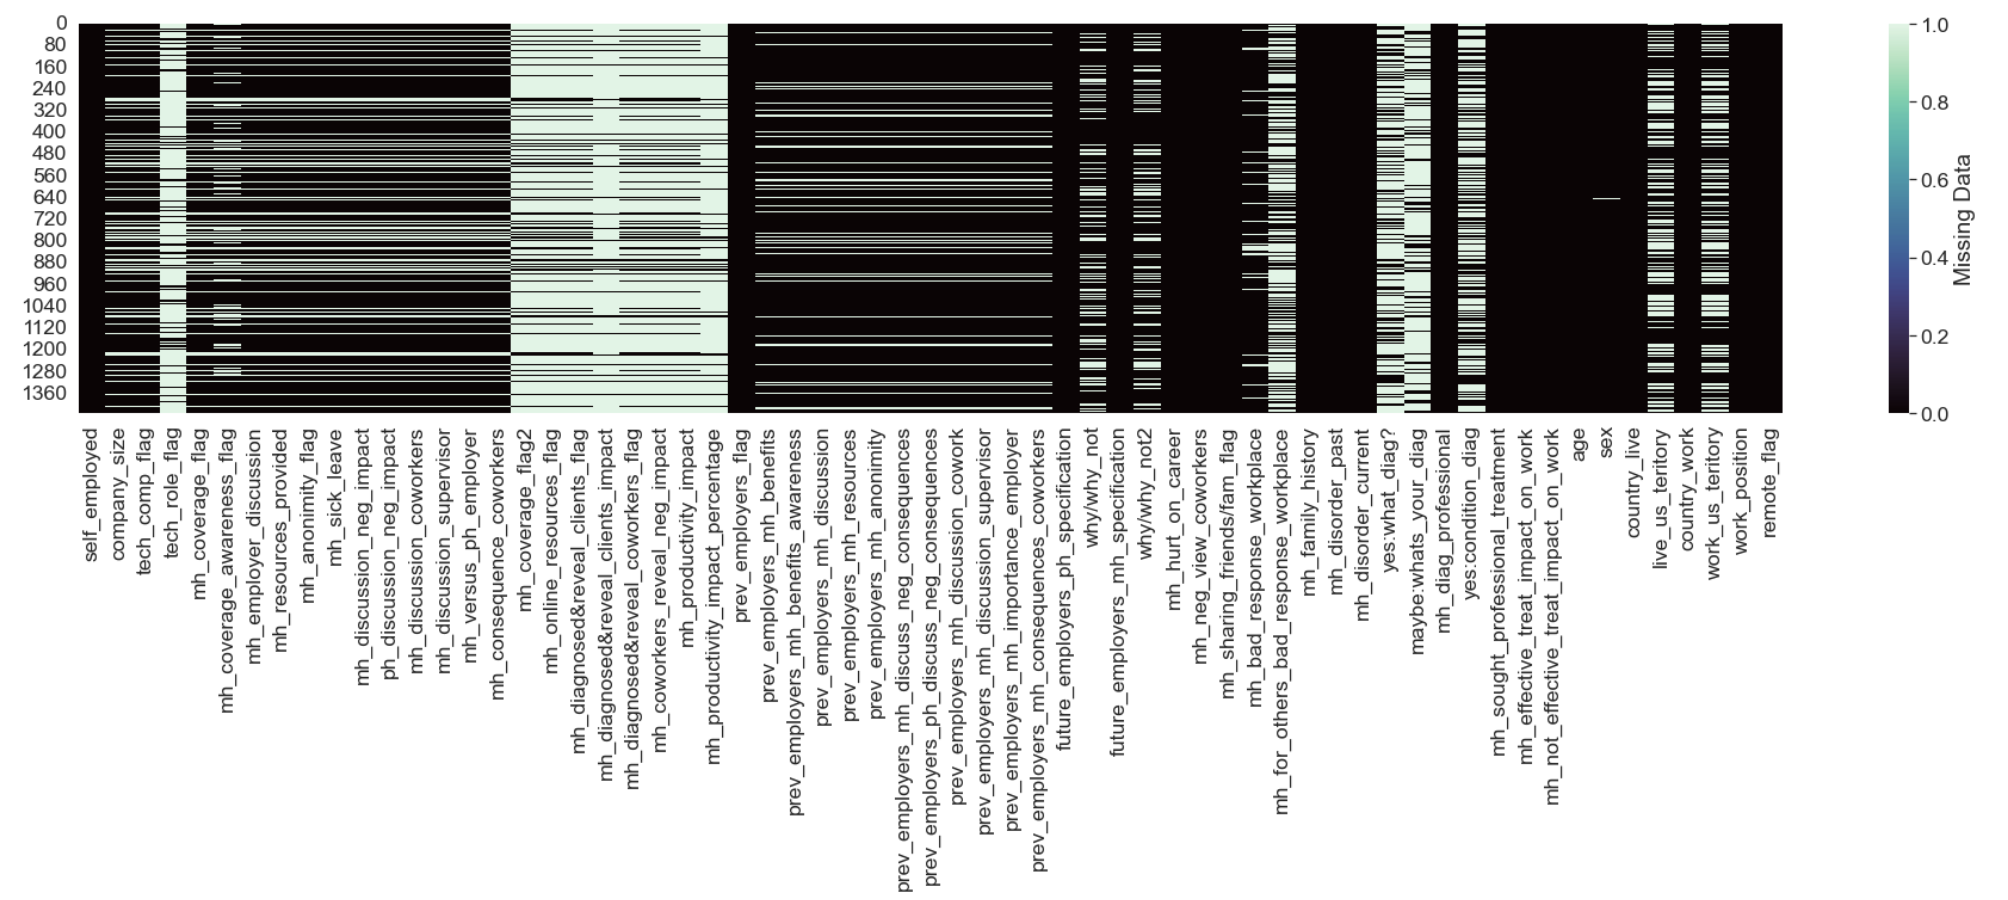 0
80
160
240
320
400
480
560
640
720
800
880
960
1040
1120
1200
1280
1360
self_employed
company_size
tech_comp_flag
tech_role_flag
mh_coverage_flag
mh_coverage_awareness_flag
mh_employer_discussion
mh_resources_provided
mh_anonimity_flag
mh_sick_leave
mh_discussion_neg_impact
ph_discussion_neg_impact
mh_discussion_coworkers
mh_discussion_supervisor
mh_versus_ph_employer
mh_consequence_coworkers
mh_coverage_flag2
mh_online_resources_flag
mh_diagnosed&reveal_clients_flag
mh_diagnosed&reveal_clients_impact
mh_diagnosed&reveal_coworkers_flag
mh_coworkers_reveal_neg_impact
mh_productivity_impact
mh_productivity_impact_percentage
prev_employers_flag
prev_employers_mh_benefits
prev_employers_mh_benefits_awareness
prev_employers_mh_discussion
prev_employers_mh_resources
prev_employers_mh_anonimity
prev_employers_mh_discuss_neg_consequences
prev_employers_ph_discuss_neg_consequences
prev_employers_mh_discussion_cowork
prev_employers_mh_discussion_supervisor
prev_employers_mh_importance_employer
prev_employers_mh_consequences_coworkers
future_employers_ph_specification
why/why_not
future_employers_mh_specification
why/why_not2
mh_hurt_on_career
mh_neg_view_coworkers
mh_sharing_friends/fam_flag
mh_bad_response_workplace
mh_for_others_bad_response_workplace
mh_family_history
mh_disorder_past
mh_disorder_current
yes:what_diag?
maybe:whats_your_diag
mh_diag_professional
yes:condition_diag
mh_sought_professional_treatment
mh_effective_treat_impact_on_work
mh_not_effective_treat_impact_on_work
age
sex
country_live
live_us_teritory
country_work
work_us_teritory
work_position
remote_flag
1.0
0.8
0.6
0.4
0.2
0.0
Missing Data